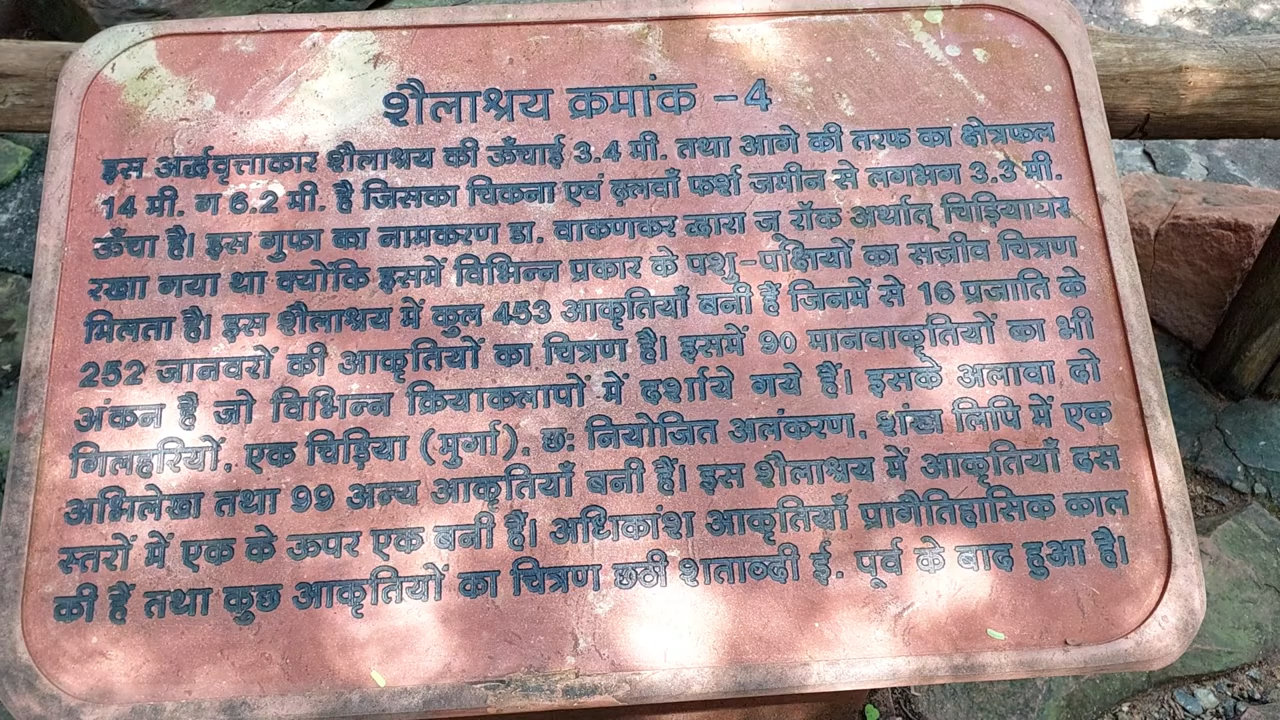 शैलाश्रय क्रमांक -4
इस अर्द्धवृत्ताकार शैलाश्रय की ऊँचाई 3.4 मी. तथा आगे की तरफ का क्षेत्रफल
14 मी. ग 6.2 मी. है जिसका चिकना एवं ढ़लवाँ फर्श जमीन से लगभग 3.3 मी.
ऊँचा है। इस गुफा का नामकरण डा. वाकणकर द्वारा जू रॉक अर्थात् चिड़ियाघर
रखा गया था क्योंकि इसमें विभिन्न प्रकार के पशु-पक्षियों का सजीव चित्रण
मिलता है। इस शैलाश्रय में कुल 453 आकृतियाँ बनी हैं जिनमें से 16 प्रजाति के
252 जानवरों की आकृतियों का चित्रण है। इसमें 90 मानवाकृतियों का भी
अंकन है जो विभिन्न क्रियाकलापो में दर्शाये गये हैं। इसके अलावा दो
गिलहरियों, एक चिड़िया (मुर्गा), छ: नियोजित अलंकरण, शंख लिपि में एक
अभिलेख तथा 99 अन्य आकृतियाँ बनी हैं। इस शैलाश्रय में आकृतियाँ दस
स्तरों में एक के ऊपर एक बनी हैं। अधिकांश आकृतियाँ प्रागैतिहासिक काल
की हैं तथा कुछ आकृतियों का चित्रण छठी शताब्दी ई. पूर्व के बाद हुआ है।